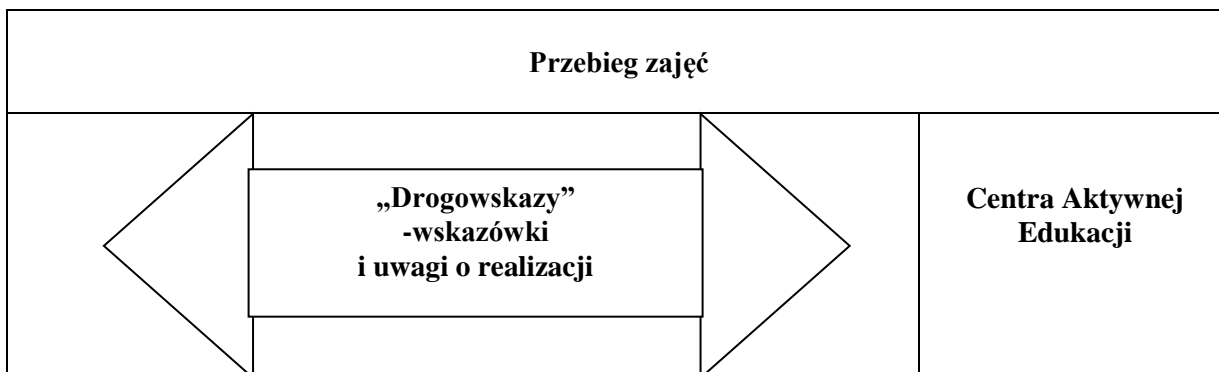 Przebieg zajęć
„Drogowskazy”
-wskazówki
i uwagi o realizacji
Centra Aktywnej
Edukacji